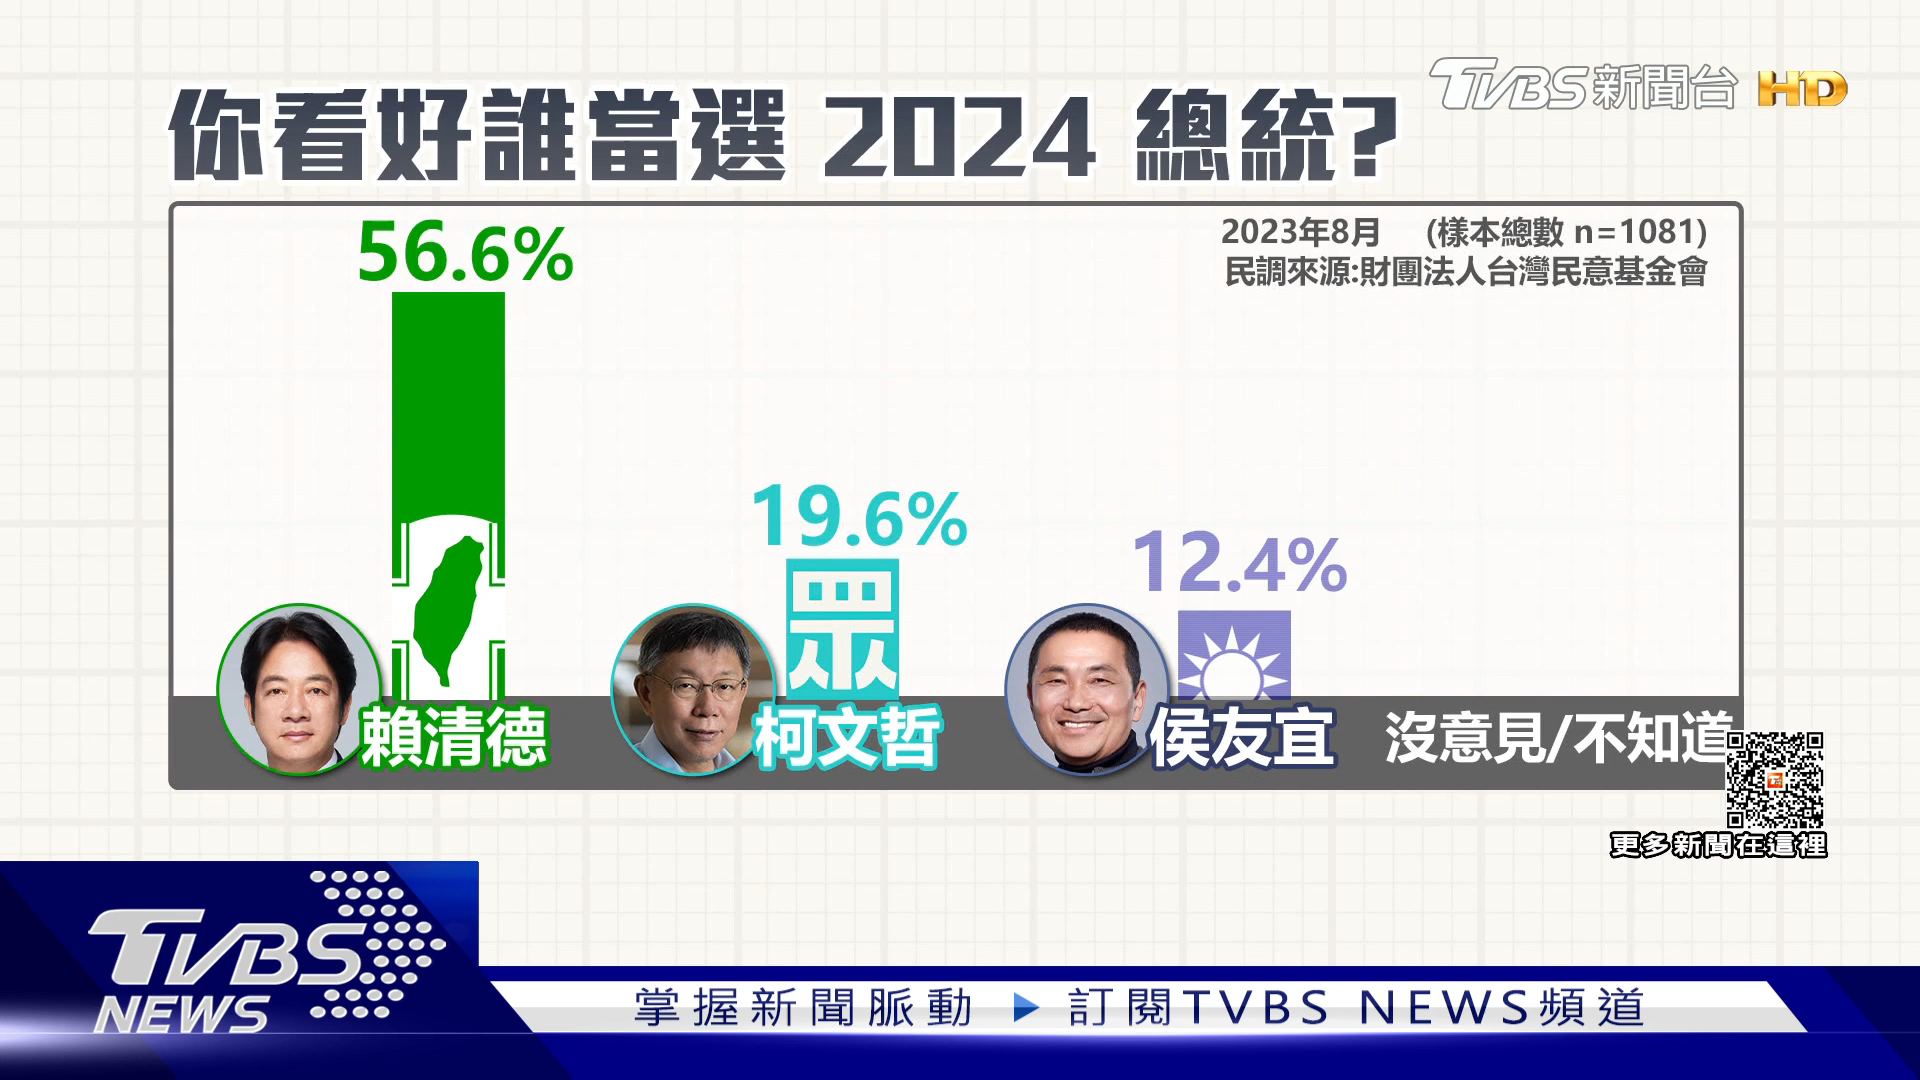 TVBS新聞台 HD
你看好誰當選 2024 總統?
2023年8月 (樣本總數 n=1081)
民調來源:財團法人台灣民意基金會
56.6%
19.6%
12.4%
眾
賴清德
柯文哲
侯友宜
沒意見/不知道
更多新聞在這裡
TVBS
NEWS
掌握新聞脈動 ▶ 訂閱TVBS NEWS頻道